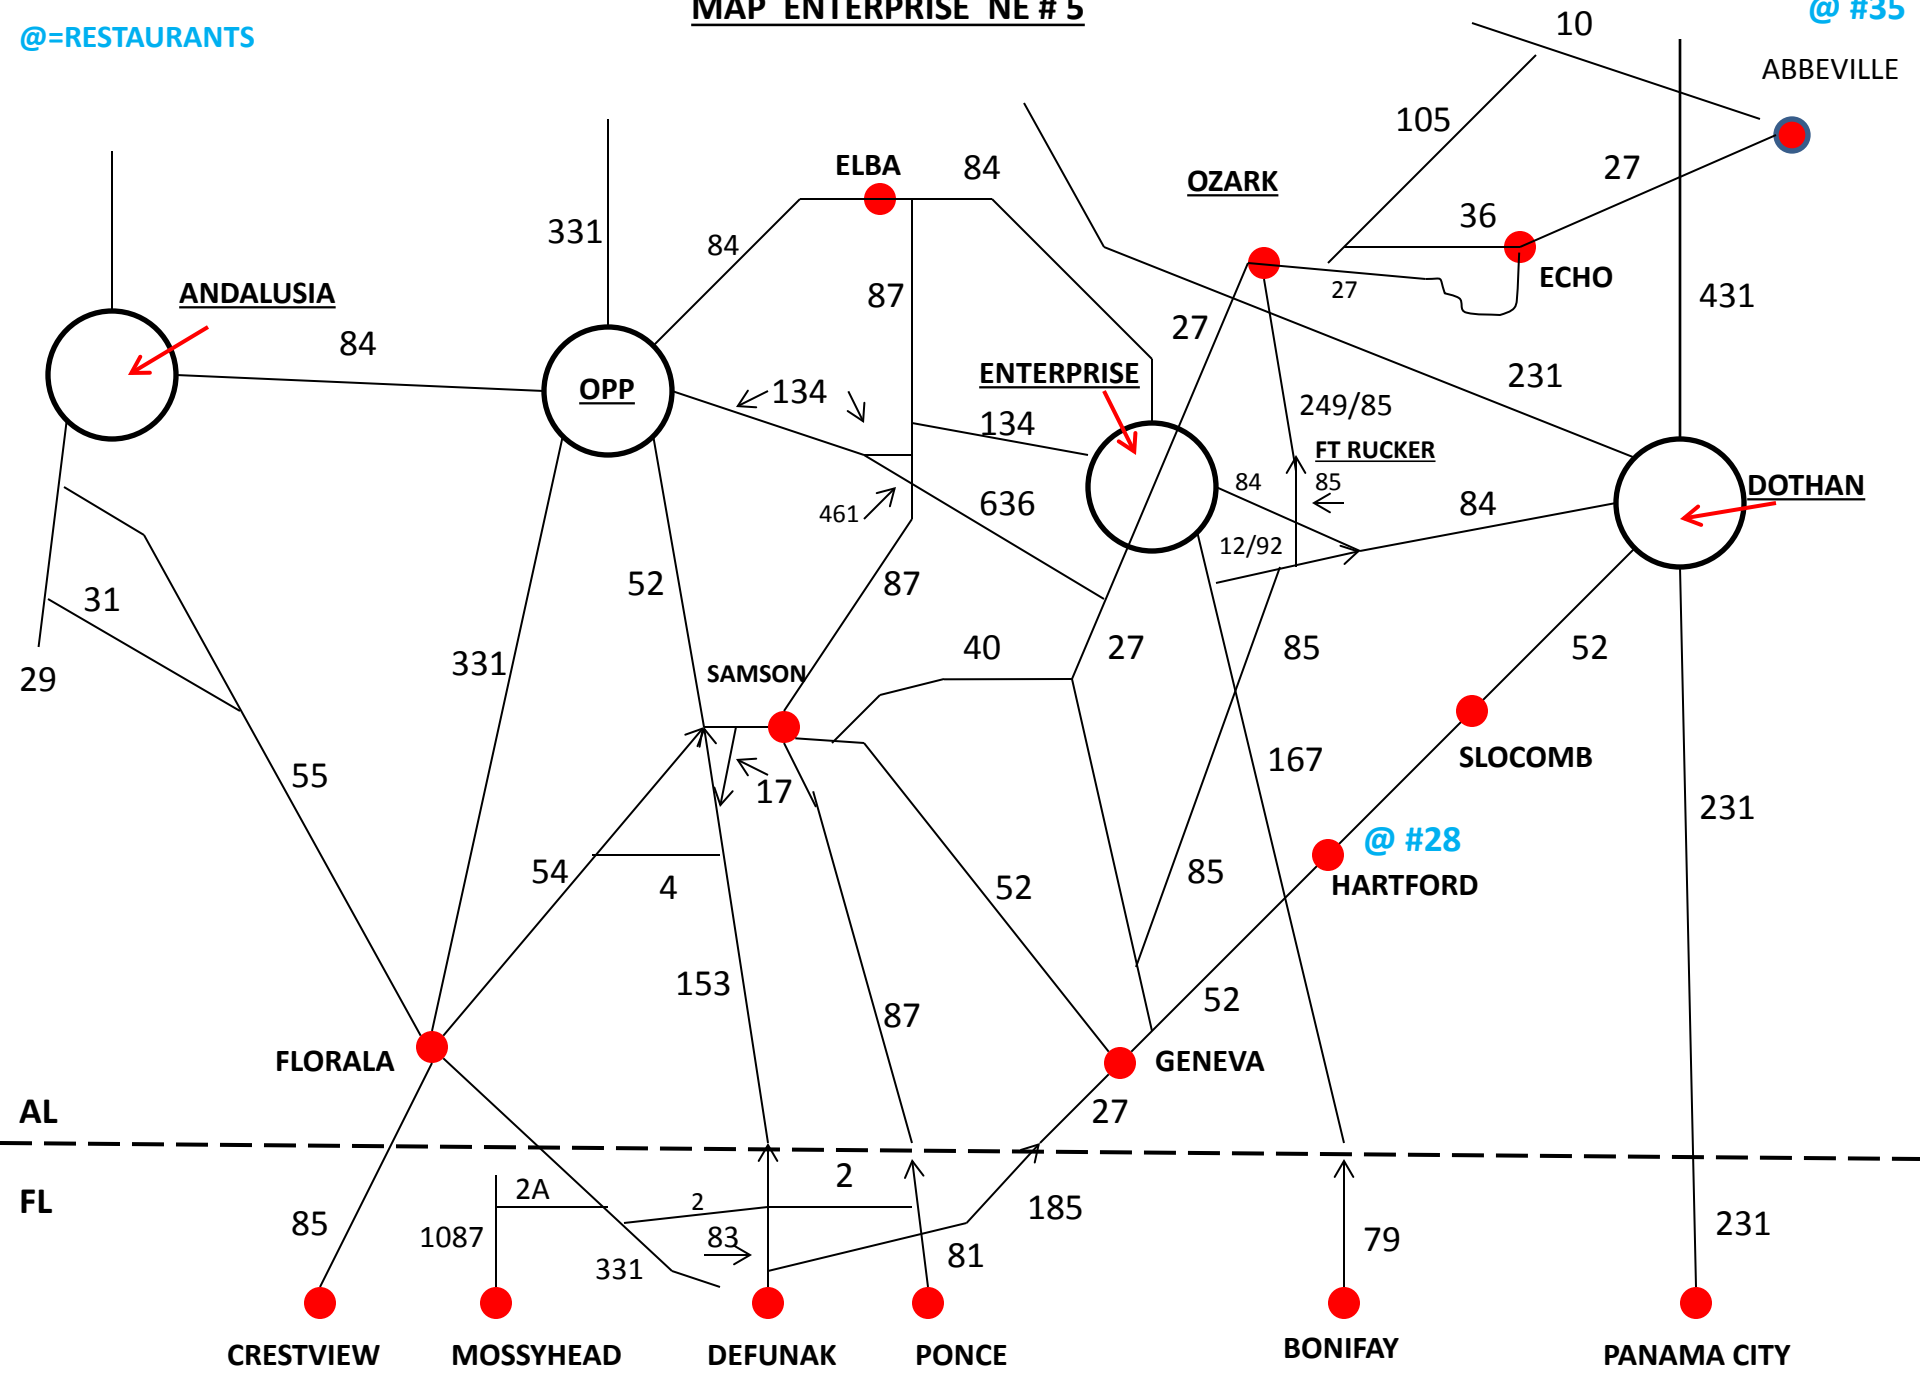 MAP ENTERPRISE NE # 5
@ #35
@=RESTAURANTS
10
ABBEVILLE
105
ELBA
84
27
OZARK
36
331
84
ECHO
ANDALUSIA
87
27
431
27
84
ENTERPRISE
231
OPP
134
249/85
134
FT RUCKER
84
85
DOTHAN
461
636
84
12/92
31
52
87
29
331
40
27
85
52
SAMSON
SLOCOMB
167
55
17
231
@ #28
54
4
52
85
HARTFORD
153
87
52
FLORALA
GENEVA
AL
27
2
2A
FL
2
185
85
1087
83
81
79
231
331
CRESTVIEW
MOSSYHEAD
DEFUNAK
PONCE
BONIFAY
PANAMA CITY